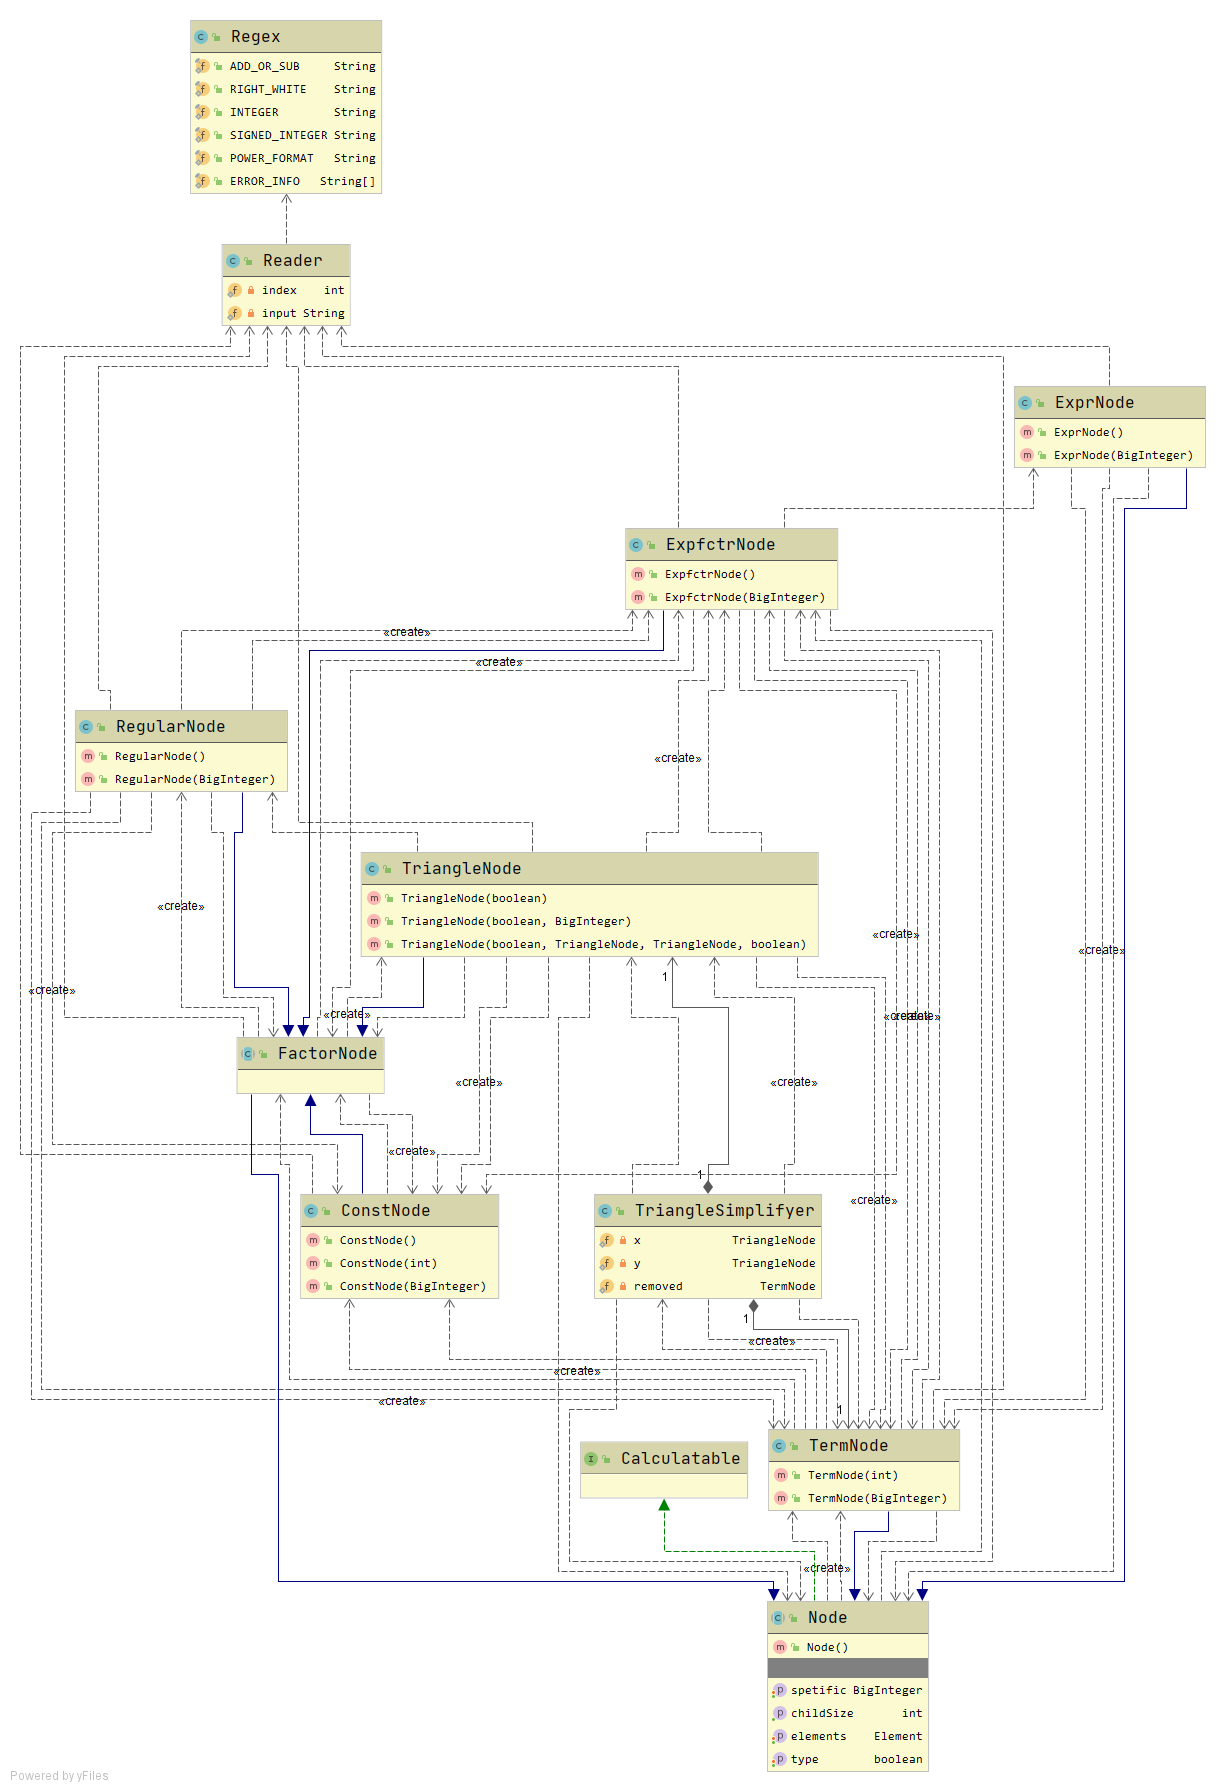 Regex
ADD_OR_SUB String
RIGHT_WHITE String
INTEGER String
SIGNED_INTEGER String
POWER_FORMAT String
ERROR_INFO String[]
Reader
index int
input String
ExprNode
ExprNode()
ExprNode(BigInteger)
ExpfctrNode
ExpfctrNode()
ExpfctrNode(BigInteger)
«create»
«create»
RegularNode
RegularNode()
RegularNode(BigInteger)
«create»
TriangleNode
TriangleNode(boolean)
TriangleNode(boolean, BigInteger)
TriangleNode(boolean, TriangleNode, TriangleNode, boolean)
«create»
«create»
«create»
1
«create»
«create»
«create»
«create»
FactorNode
«create»
«create»
«create»
1
«create»
ConstNode
ConstNode()
ConstNode(int)
ConstNode(BigInteger)
TriangleSimplifyer
x TriangleNode
y TriangleNode
removed TermNode
1
«create»
«create»
«create»
1
TermNode
TermNode(int)
TermNode(BigInteger)
Calculatable
«create»
Node
Node()
spetific BigInteger
childSize int
elements Element
type boolean
Powered by yFiles